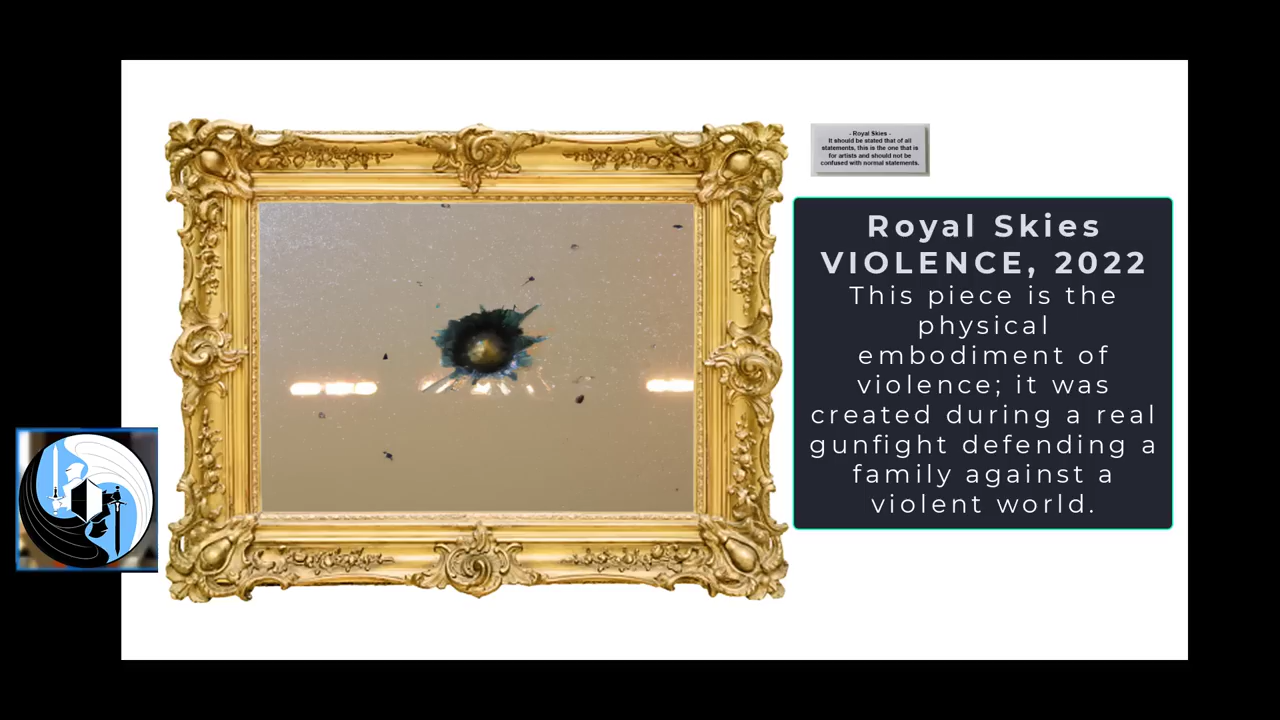 - Royal Skies -
It should be stated that of all
statements, this is the one that is
for artists and should not be
confused with normal statements.
Royal Skies
VIOLENCE, 2022
This piece is the
physical
embodiment of
violence; it was
created during a real
gunfight defending a
family against a
violent world.